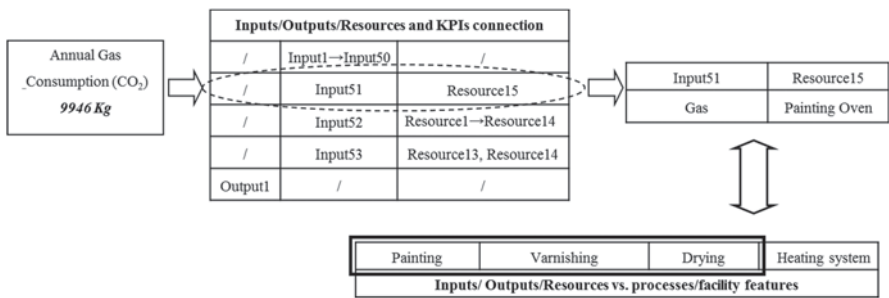 Annual Gas
Consumption (CO₂)
9946 Kg
Inputs/Outputs/Resources and KPIs connection
/ Input1→Input50 /
/ Input51 Resource15
/ Input52 Resource1→Resource14
/ Input53 Resource13, Resource14
Output1 / /
Input51 Resource15
Gas Painting Oven
Painting Varnishing Drying Heating system
Inputs/ Outputs/Resources vs. processes/facility features